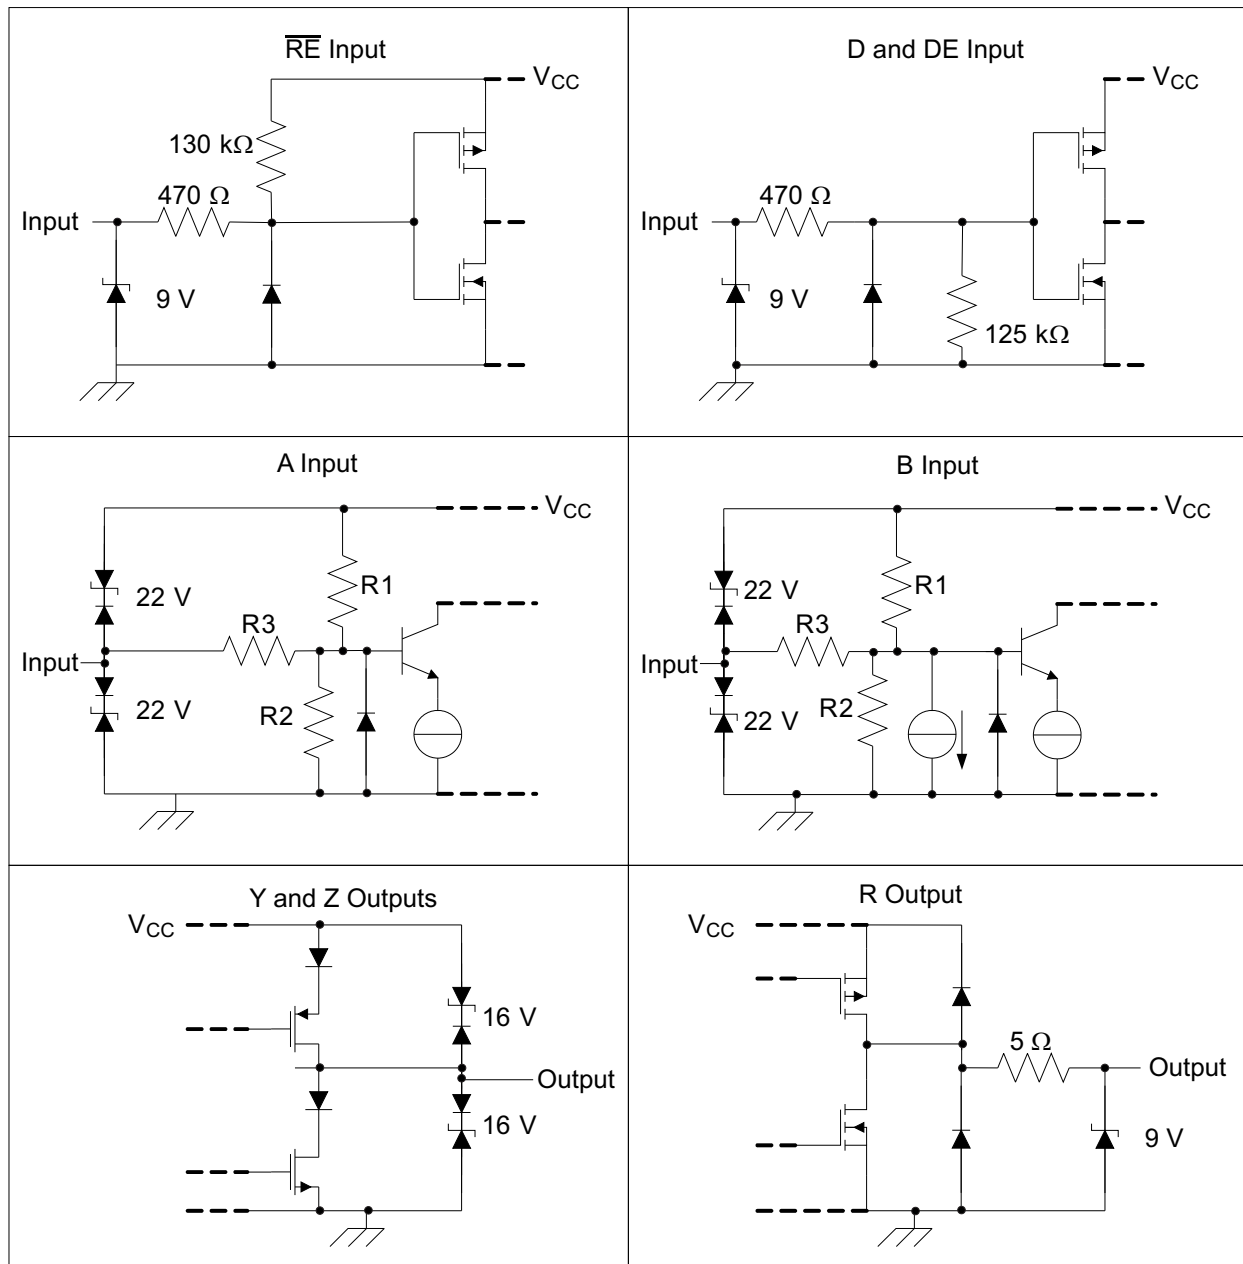 R̅E̅ Input
V_CC
130 kΩ
470 Ω
Input
9 V
D and DE Input
V_CC
470 Ω
Input
9 V
125 kΩ
A Input
V_CC
22 V
R1
R3
Input
22 V
R2
B Input
V_CC
22 V
R1
R3
Input
22 V
R2
Y and Z Outputs
V_CC
16 V
Output
16 V
R Output
V_CC
5 Ω
Output
9 V